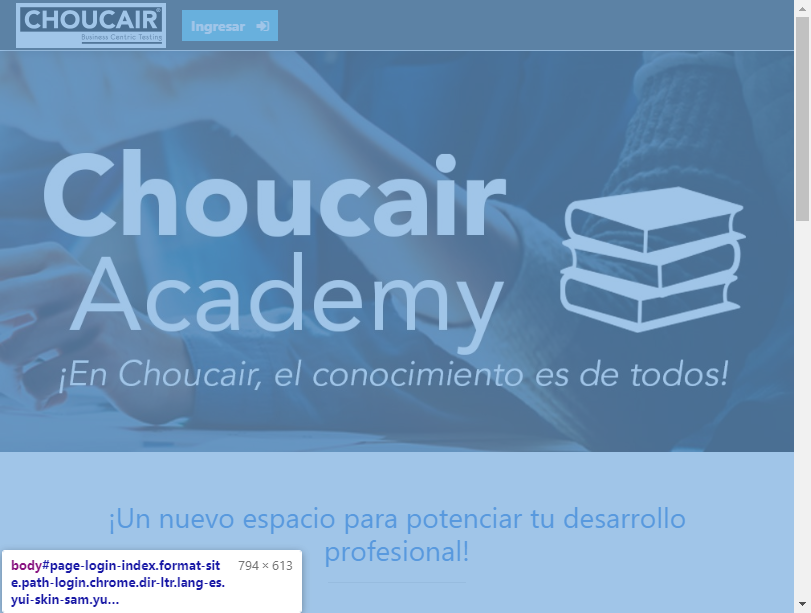 CHOUCAIR®
Business Centric Testing
Ingresar
Choucair
Academy
¡En Choucair, el conocimiento es de todos!
¡Un nuevo espacio para potenciar tu desarrollo
profesional!
body#page-login-index.format-sit 794 × 613
e.path-login.chrome.dir-ltr.lang-es.
yui-skin-sam.yu...